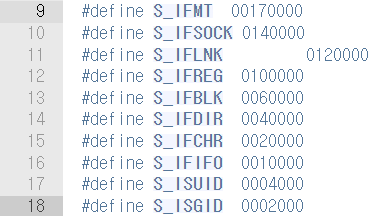 9 #define S_IFMT 00170000
10 #define S_IFSOCK 0140000
11 #define S_IFLNK 0120000
12 #define S_IFREG 0100000
13 #define S_IFBLK 0060000
14 #define S_IFDIR 0040000
15 #define S_IFCHR 0020000
16 #define S_IFIFO 0010000
17 #define S_ISUID 0004000
18 #define S_ISGID 0002000